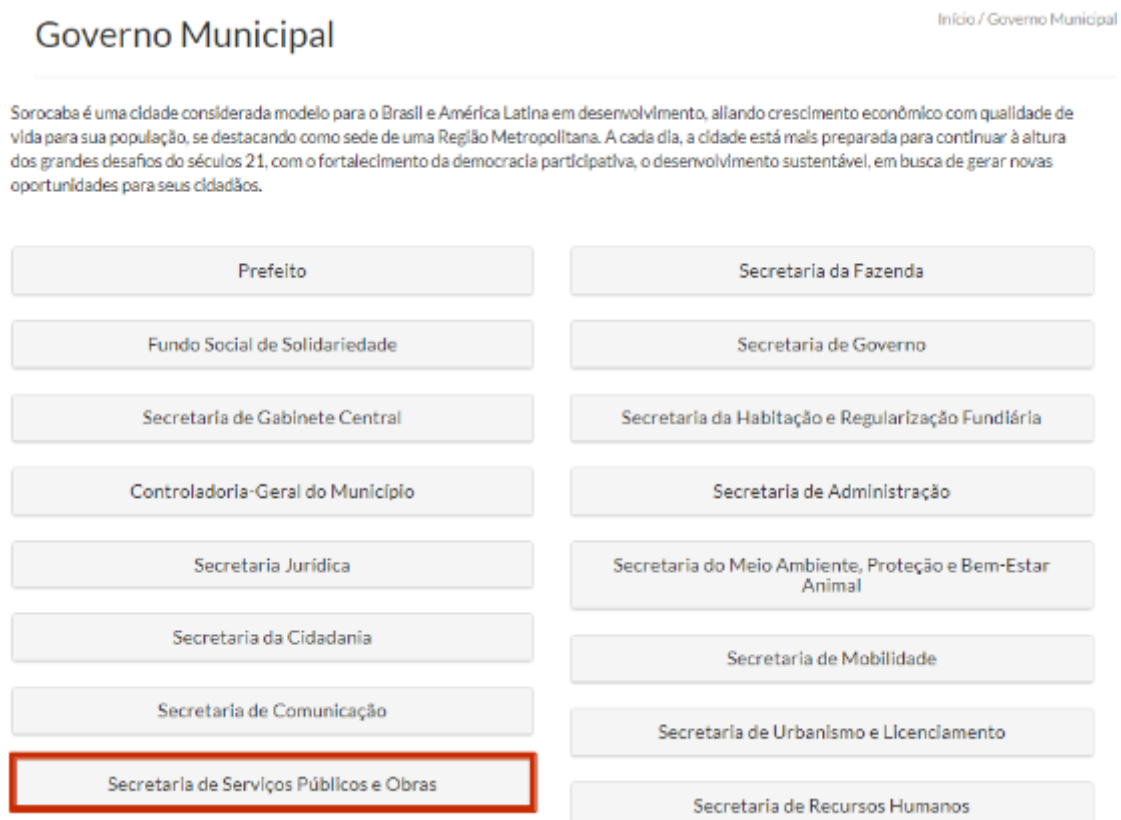 Governo Municipal
Início / Governo Municipal
Sorocaba é uma cidade considerada modelo para o Brasil e América Latina em desenvolvimento, aliando crescimento econômico com qualidade de
vida para sua população, se destacando como sede de uma Região Metropolitana. A cada dia, a cidade está mais preparada para continuar à altura
dos grandes desafios do séculos 21, com o fortalecimento da democracia participativa, o desenvolvimento sustentável, em busca de gerar novas
oportunidades para seus cidadãos.
Prefeito
Fundo Social de Solidariedade
Secretaria de Gabinete Central
Controladoria-Geral do Município
Secretaria Jurídica
Secretaria da Cidadania
Secretaria de Comunicação
Secretaria de Serviços Públicos e Obras
Secretaria da Fazenda
Secretaria de Governo
Secretaria da Habitação e Regularização Fundiária
Secretaria de Administração
Secretaria do Meio Ambiente, Proteção e Bem-Estar
Animal
Secretaria de Mobilidade
Secretaria de Urbanismo e Licenciamento
Secretaria de Recursos Humanos